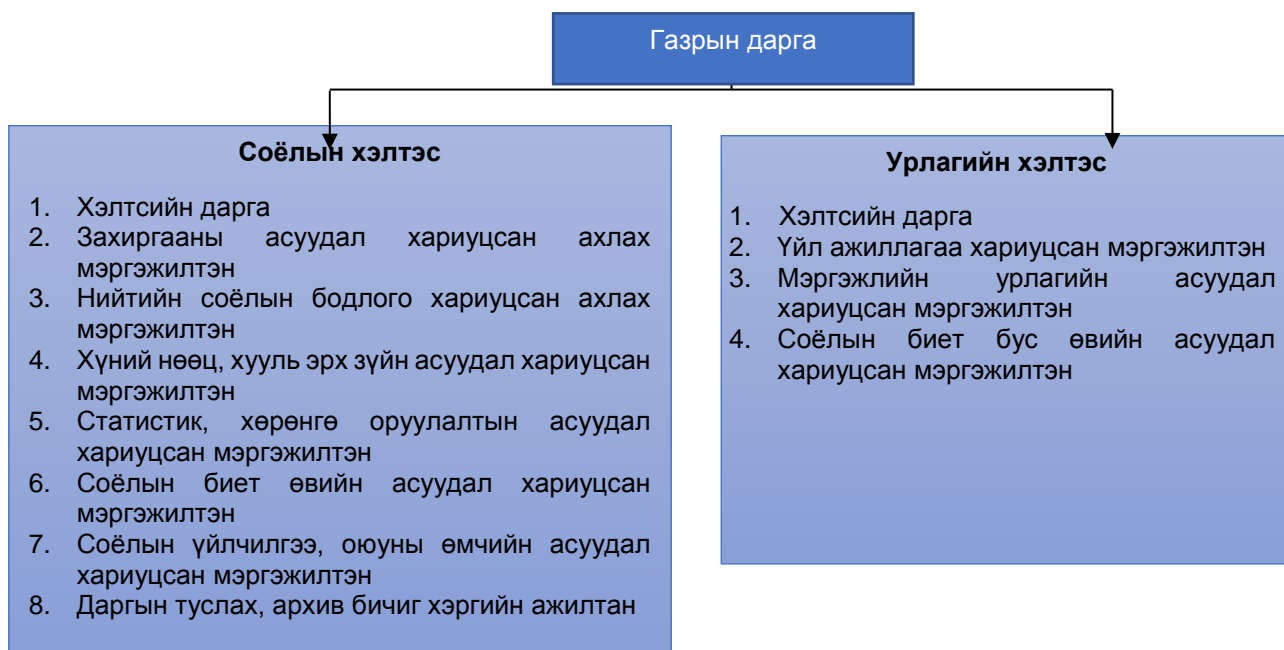 Газрын дарга
Соёлын хэлтэс
1. Хэлтсийн дарга
2. Захиргааны асуудал хариуцсан ахлах
мэргэжилтэн
3. Нийтийн соёлын бодлого хариуцсан ахлах
мэргэжилтэн
4. Хүний нөөц, хууль эрх зүйн асуудал хариуцсан
мэргэжилтэн
5. Статистик, хөрөнгө оруулалтын асуудал
хариуцсан мэргэжилтэн
6. Соёлын биет өвийн асуудал хариуцсан
мэргэжилтэн
7. Соёлын үйлчилгээ, оюуны өмчийн асуудал
хариуцсан мэргэжилтэн
8. Даргын туслах, архив бичиг хэргийн ажилтан
Урлагийн хэлтэс
1. Хэлтсийн дарга
2. Үйл ажиллагаа хариуцсан мэргэжилтэн
3. Мэргэжлийн урлагийн асуудал
хариуцсан мэргэжилтэн
4. Соёлын биет бус өвийн асуудал
хариуцсан мэргэжилтэн